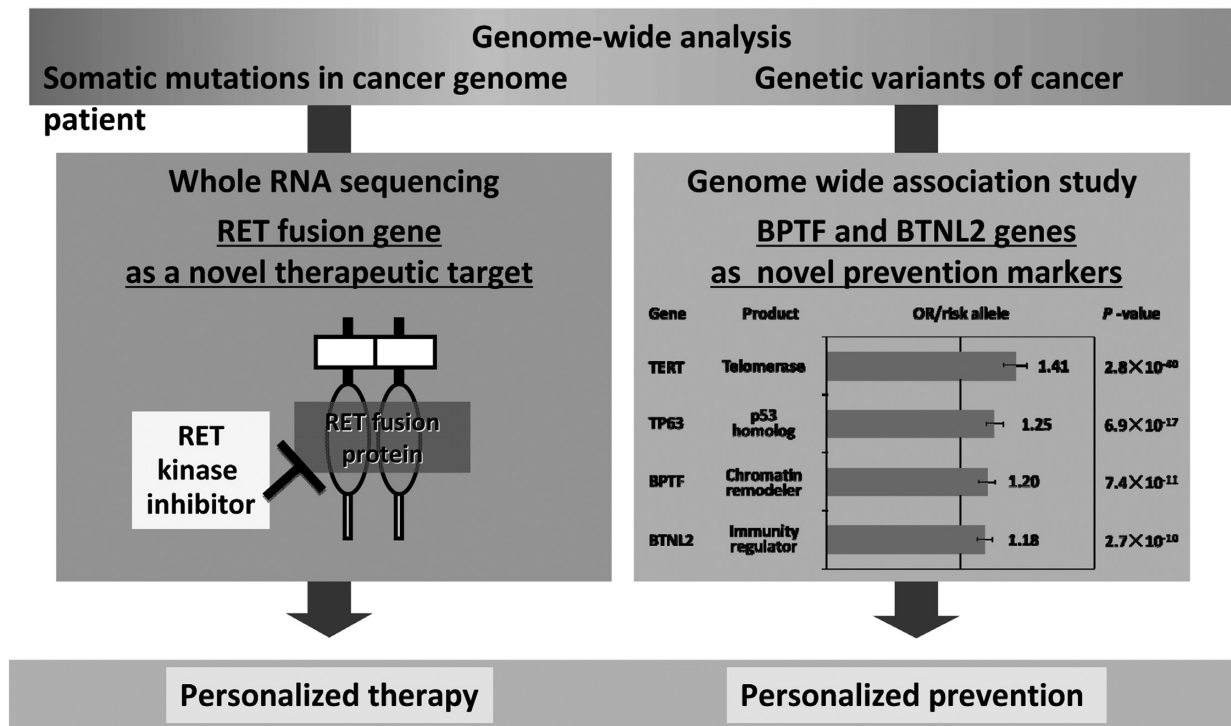 Genome-wide analysis
Somatic mutations in cancer genome
patient
Genetic variants of cancer
Whole RNA sequencing
RET fusion gene
as a novel therapeutic target
RET fusion
protein
RET
kinase
inhibitor
Genome wide association study
BPTF and BTNL2 genes
as novel prevention markers
Gene Product OR/risk allele P -value
TERT Telomerase 1.41 2.8×10⁻⁴⁰
TP63 p53
homolog 1.25 6.9×10⁻¹⁷
BPTF Chromatin
remodeler 1.20 7.4×10⁻¹¹
BTNL2 Immunity
regulator 1.18 2.7×10⁻¹⁰
Personalized therapy
Personalized prevention